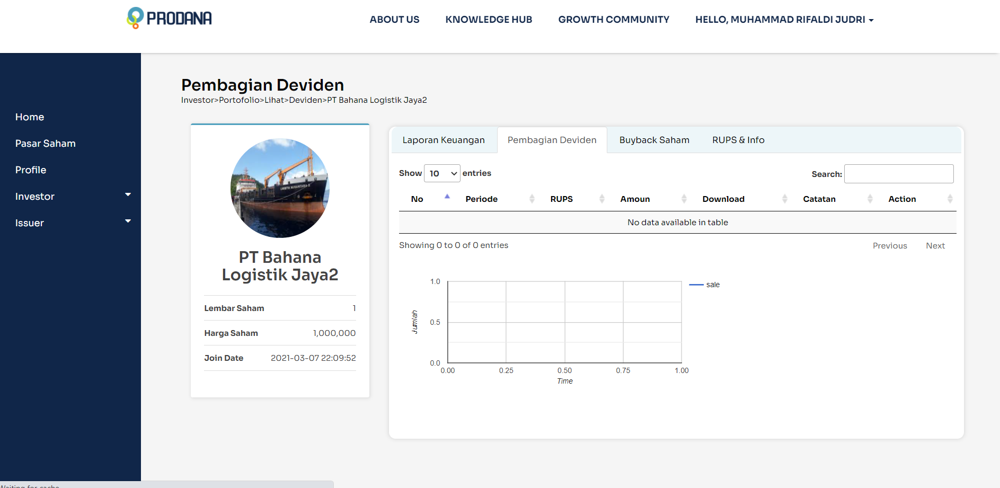 PRODANA
ABOUT US
KNOWLEDGE HUB
GROWTH COMMUNITY
HELLO, MUHAMMAD RIFALDI JUDRI
Home
Pasar Saham
Profile
Investor
Issuer
Pembagian Deviden
Investor>Portofolio>Lihat>Deviden>PT Bahana Logistik Jaya2
LOGISTIK NUSANTARA
PT Bahana
Logistik Jaya2
Lembar Saham 1
Harga Saham 1,000,000
Join Date 2021-03-07 22:09:52
Laporan Keuangan Pembagian Deviden Buyback Saham RUPS & Info
Show 10 entries Search:
No Periode RUPS Amoun Download Catatan Action
No data available in table
Showing 0 to 0 of 0 entries Previous Next
1.0
0.5
0.0
Jumlah
0.00 0.25 0.50 0.75 1.00
Time
sale
Waiting for cache